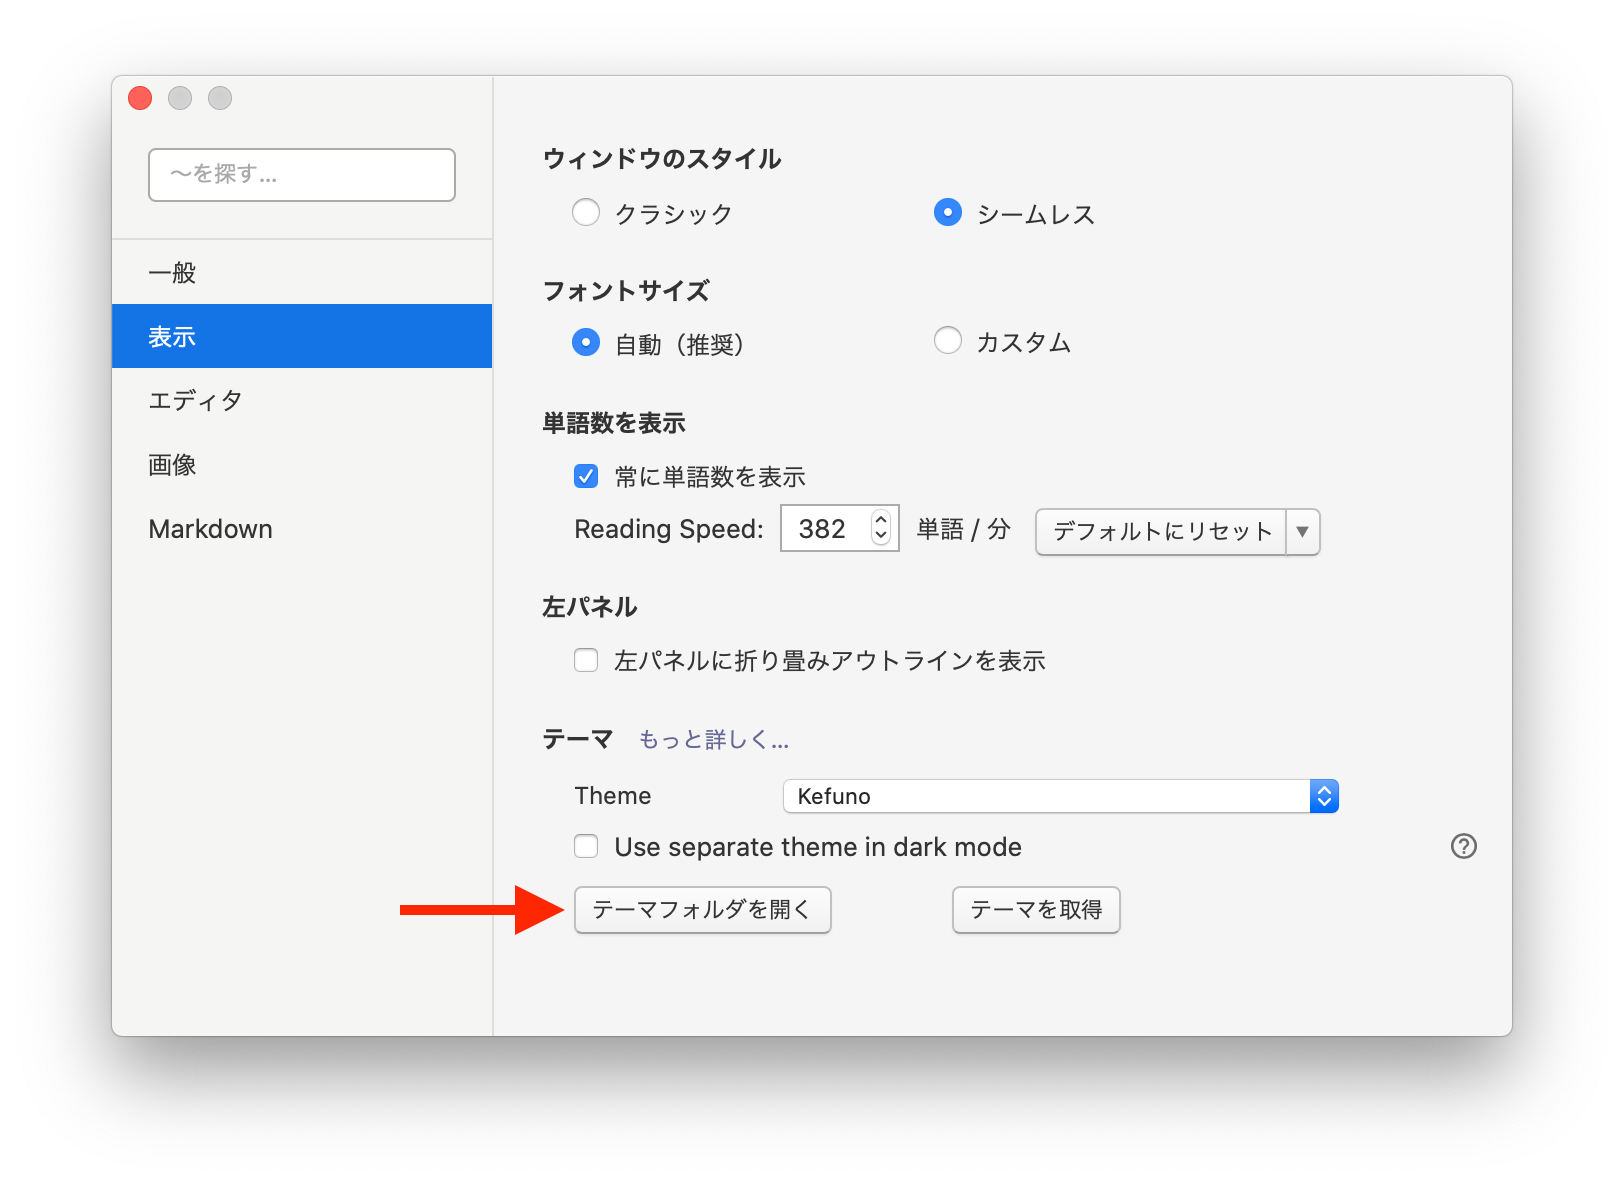 〜を探す...
一般
表示
エディタ
画像
Markdown
ウィンドウのスタイル
クラシック シームレス
フォントサイズ
自動（推奨） カスタム
単語数を表示
常に単語数を表示
Reading Speed: 382 単語 / 分 デフォルトにリセット
左パネル
左パネルに折り畳みアウトラインを表示
テーマ もっと詳しく...
Theme Kefuno
Use separate theme in dark mode
テーマフォルダを開く テーマを取得